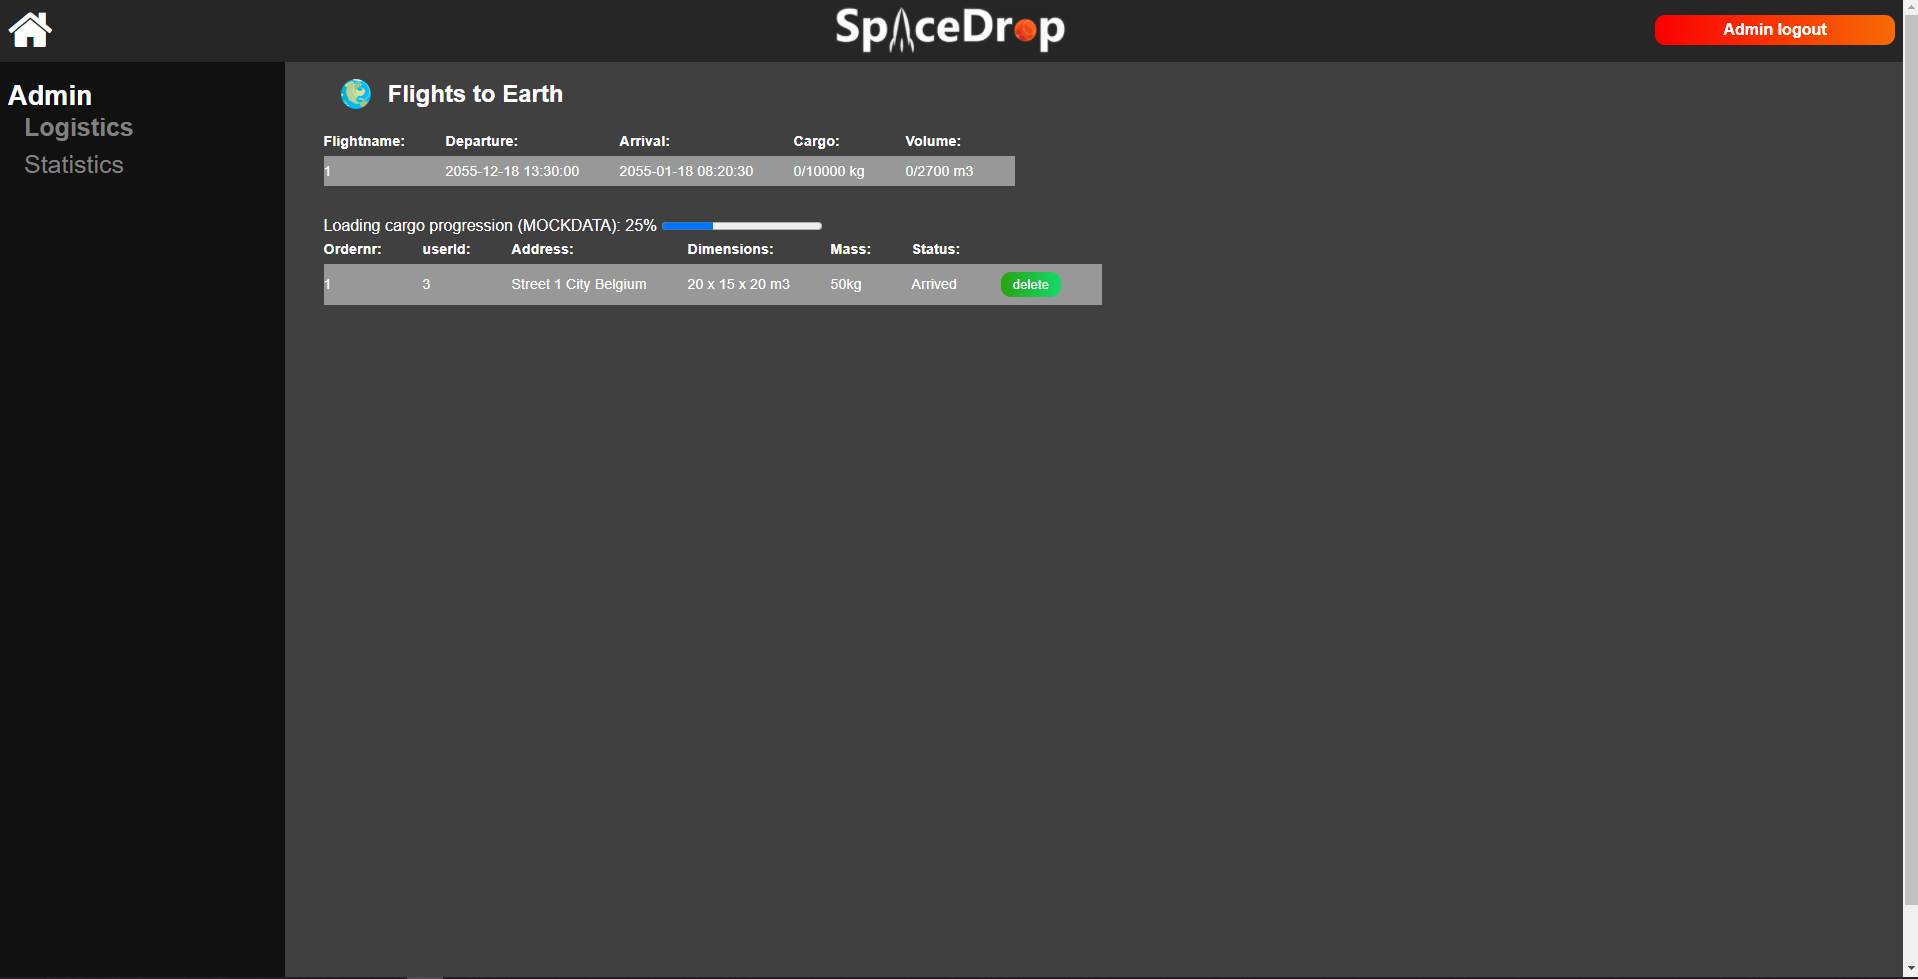 SpaceDrop
Admin logout
Admin
Logistics
Statistics
Flights to Earth
Flightname: Departure: Arrival: Cargo: Volume:
1 2055-12-18 13:30:00 2055-01-18 08:20:30 0/10000 kg 0/2700 m3
Loading cargo progression (MOCKDATA): 25%
Ordernr: userId: Address: Dimensions: Mass: Status:
1 3 Street 1 City Belgium 20 x 15 x 20 m3 50kg Arrived delete